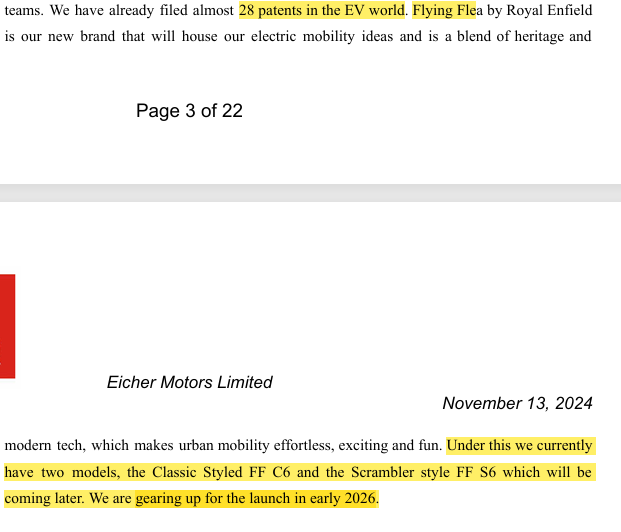 teams. We have already filed almost 28 patents in the EV world. Flying Flea by Royal Enfield
is our new brand that will house our electric mobility ideas and is a blend of heritage and
Page 3 of 22
Eicher Motors Limited
November 13, 2024
modern tech, which makes urban mobility effortless, exciting and fun. Under this we currently
have two models, the Classic Styled FF C6 and the Scrambler style FF S6 which will be
coming later. We are gearing up for the launch in early 2026.